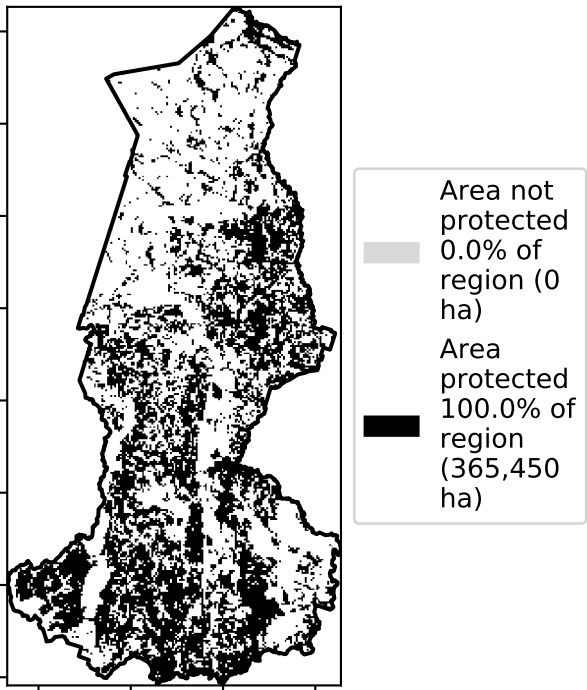 Area not
protected
0.0% of
region (0
ha)
Area
protected
100.0% of
region
(365,450
ha)